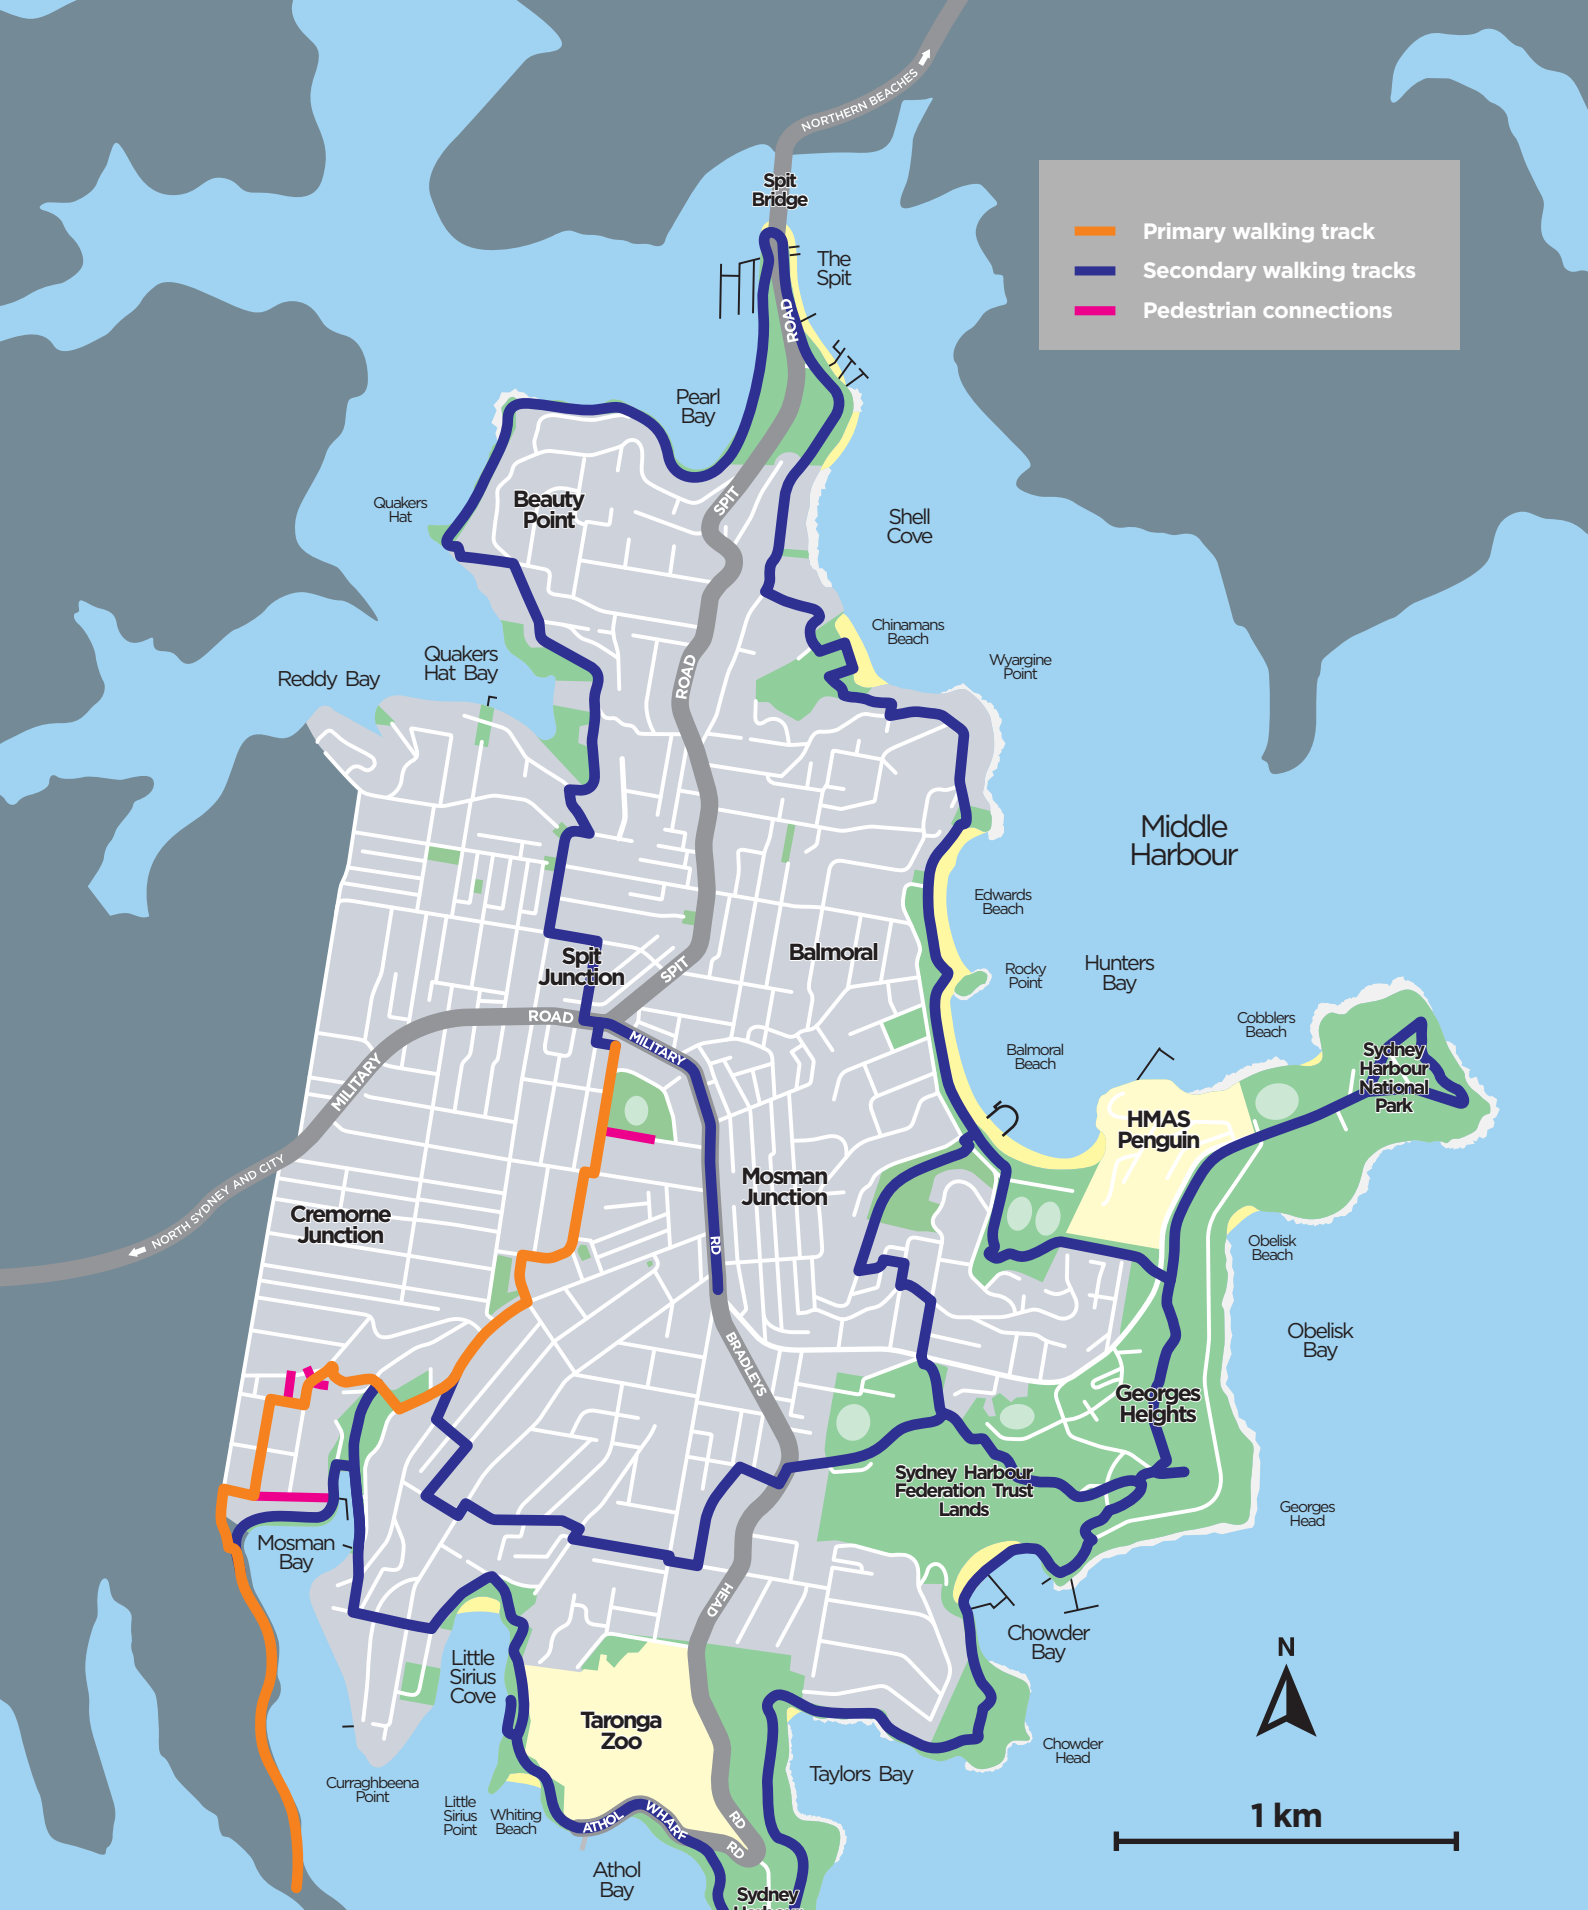 NORTHERN BEACHES
Spit
Bridge
The
Spit
ROAD
Primary walking track
Secondary walking tracks
Pedestrian connections
Pearl
Bay
Quakers
Hat
Beauty
Point
SPIT
Shell
Cove
Chinamans
Beach
Wyargine
Point
Quakers
Hat Bay
Reddy Bay
ROAD
Middle
Harbour
Edwards
Beach
Balmoral
Spit
Junction
SPIT
Rocky
Point
Hunters
Bay
Cobblers
Beach
ROAD
MILITARY
Balmoral
Beach
Sydney
Harbour
National
Park
MILITARY
HMAS
Penguin
NORTH SYDNEY AND CITY
Mosman
Junction
Cremorne
Junction
RD
Obelisk
Beach
Obelisk
Bay
BRADLEYS
Georges
Heights
Sydney Harbour
Federation Trust
Lands
Georges
Head
Mosman
Bay
HEAD
Chowder
Bay
N
Little
Sirius
Cove
Taronga
Zoo
Chowder
Head
Taylors Bay
Curraghbeena
Point
Little
Sirius
Point
Whiting
Beach
ATHOL
WHARF
RD
RD
1 km
Athol
Bay
Sydney